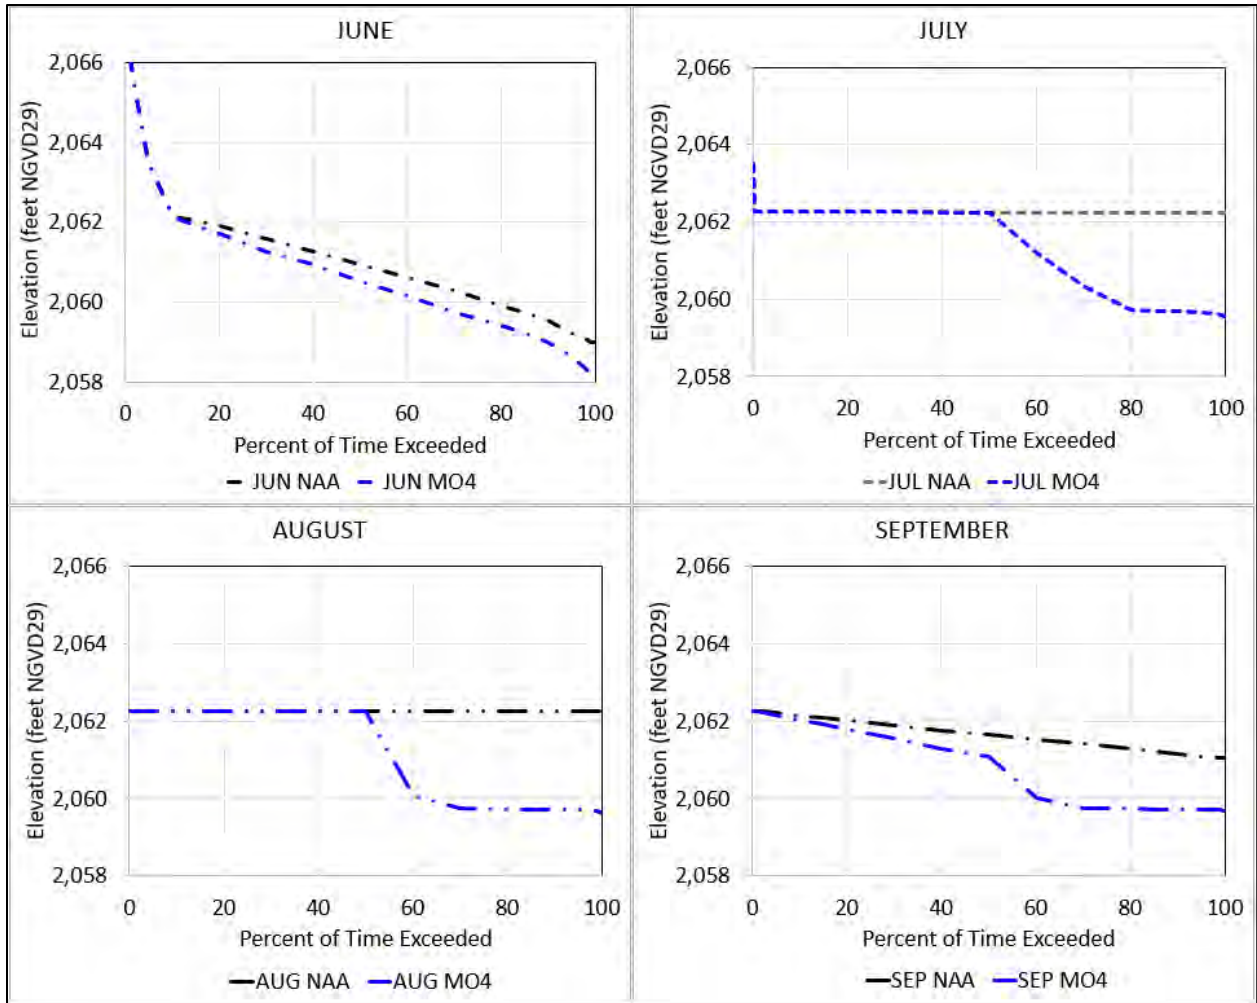 JUNE
2,066
2,064
2,062
2,060
2,058
Elevation (feet NGVD29)
0 20 40 60 80 100
Percent of Time Exceeded
JUN NAA JUN MO4
JULY
2,066
2,064
2,062
2,060
2,058
Elevation (feet NGVD29)
0 20 40 60 80 100
Percent of Time Exceeded
JUL NAA JUL MO4
AUGUST
2,066
2,064
2,062
2,060
2,058
Elevation (feet NGVD29)
0 20 40 60 80 100
Percent of Time Exceeded
AUG NAA AUG MO4
SEPTEMBER
2,066
2,064
2,062
2,060
2,058
Elevation (feet NGVD29)
0 20 40 60 80 100
Percent of Time Exceeded
SEP NAA SEP MO4